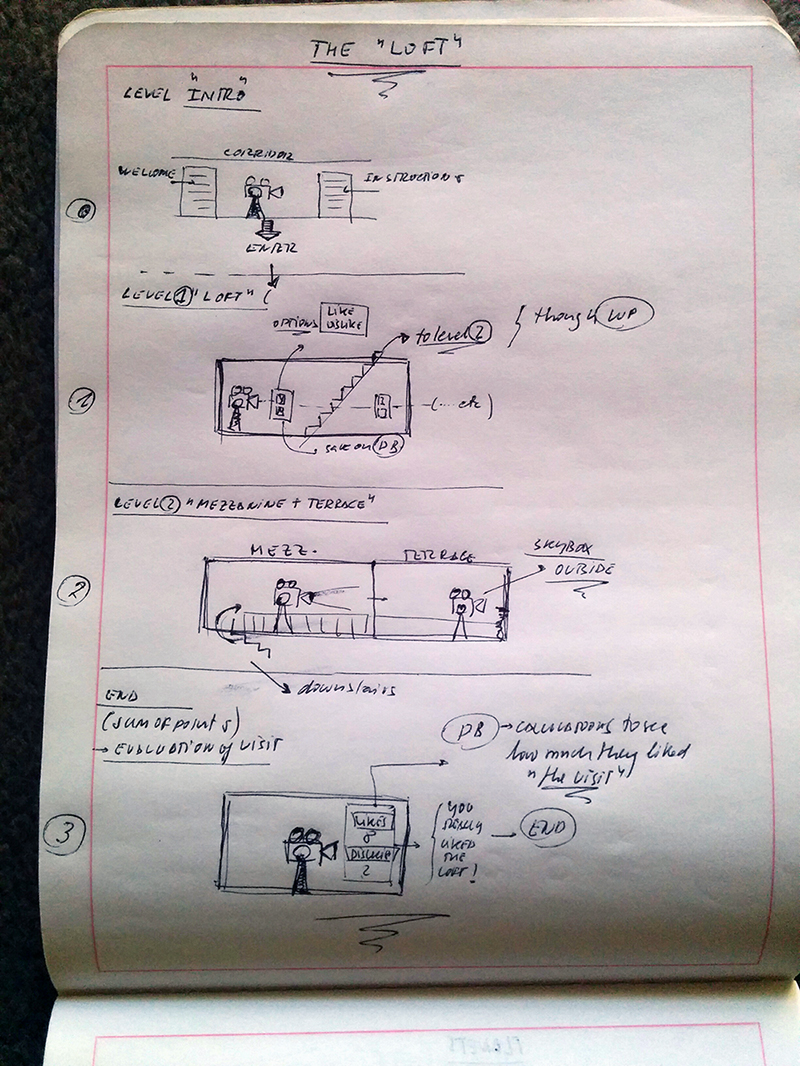 THE "LOFT"
LEVEL "INTRO"
CORRIDOR
WELCOME
INSTRUCTIONS
0
ENTER
LEVEL 1 "LOFT"
OPTIONS
LIKE
DISLIKE
to level 2
though WP
1
(... etc)
save on DB
LEVEL 2 "MEZZANINE + TERRACE"
MEZZ.
TERRACE
SKYBOX
OUBSIDE
2
downstairs
END
(SUM OF POINTS)
→ EVALUATION of VISIT
DB → CALCULATIONS TO SEE
how much they liked
"the visit"
3
LIKES
8
DISLIKE
2
YOU
REALLY
LIKED
THE
LOFT!
END